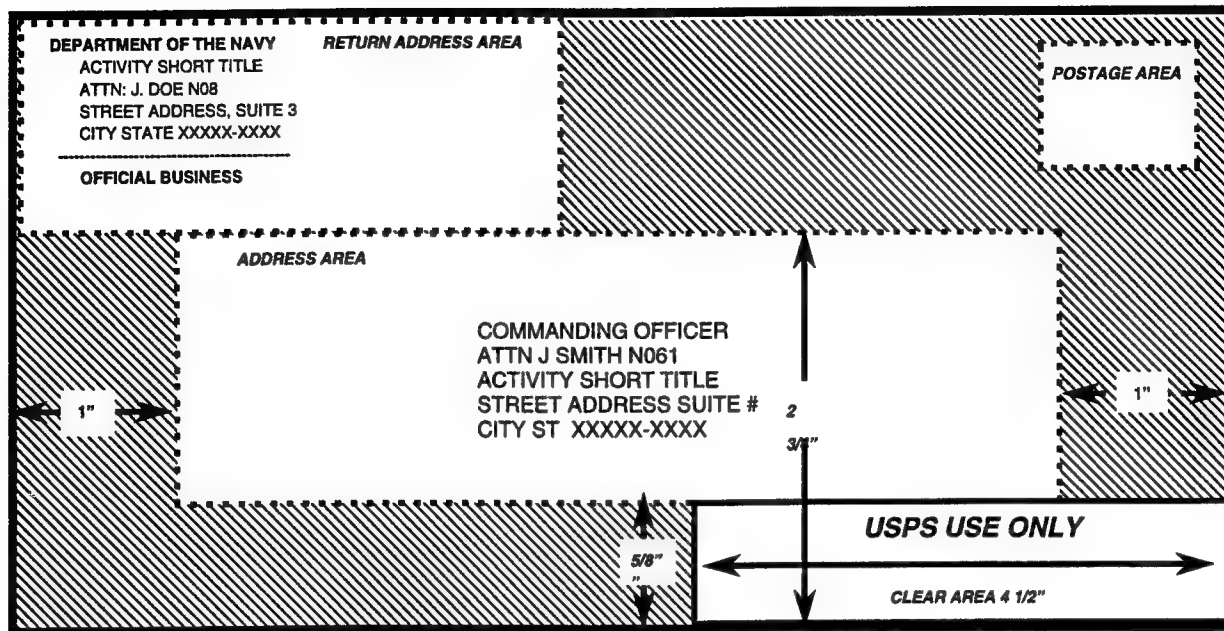 DEPARTMENT OF THE NAVY
ACTIVITY SHORT TITLE
ATTN: J. DOE N08
STREET ADDRESS, SUITE 3
CITY STATE XXXXX-XXXX
OFFICIAL BUSINESS
RETURN ADDRESS AREA
POSTAGE AREA
ADDRESS AREA
COMMANDING OFFICER
ATTN J SMITH N061
ACTIVITY SHORT TITLE
STREET ADDRESS SUITE #
CITY ST XXXXX-XXXX
1"
2
3/4"
1"
5/8"
"
USPS USE ONLY
CLEAR AREA 4 1/2"